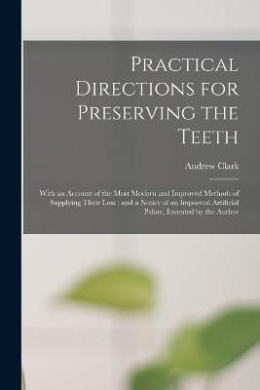 Practical
Directions for
Preserving the
Teeth
Andrew Clark
With an Account of the Most Modern and Improved Methods of
Supplying Their Loss : and a Notice of an Improved Artificial
Palate, Invented by the Author